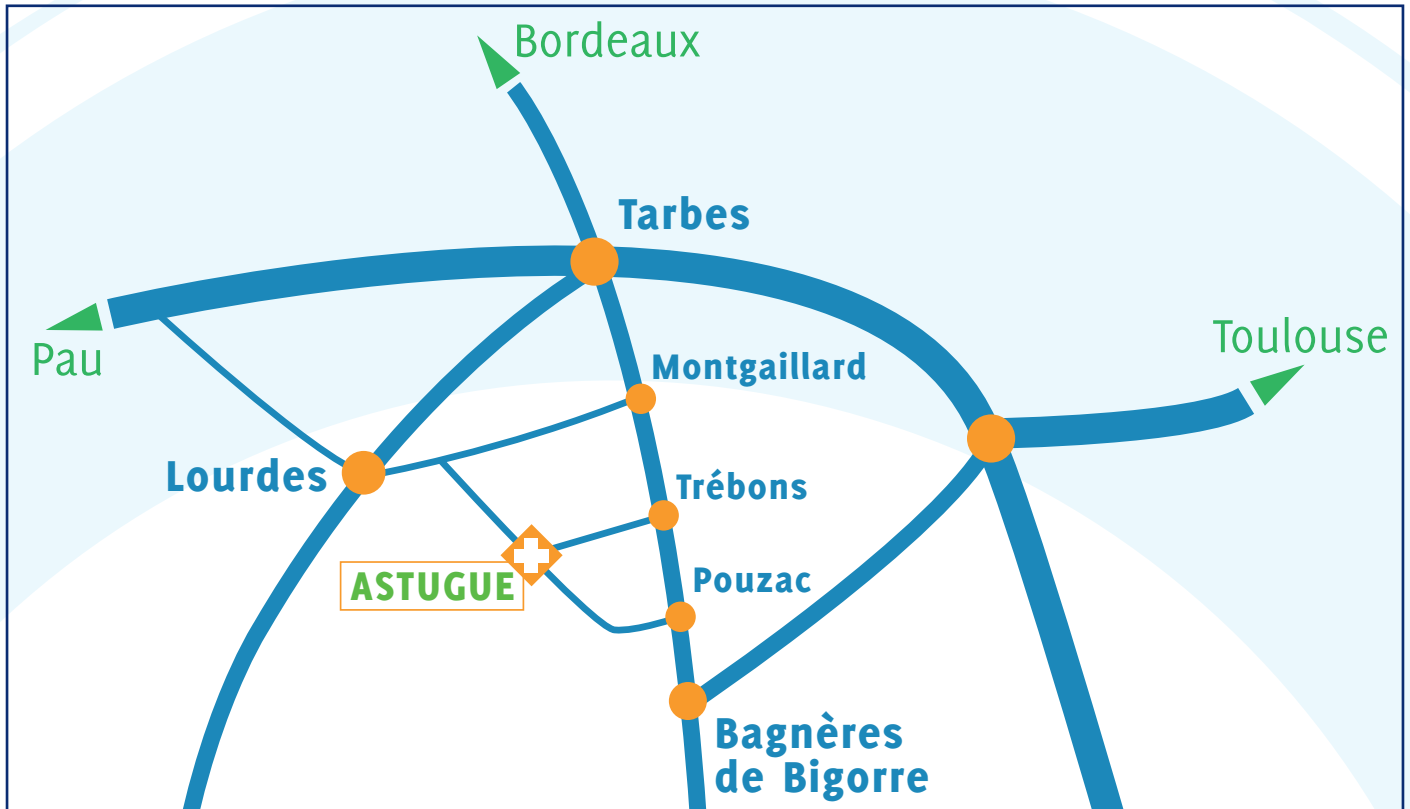 Bordeaux
Tarbes
Toulouse
Pau
Montgaillard
Lourdes
Trébons
Pouzac
ASTUGUE
Bagnères
de Bigorre